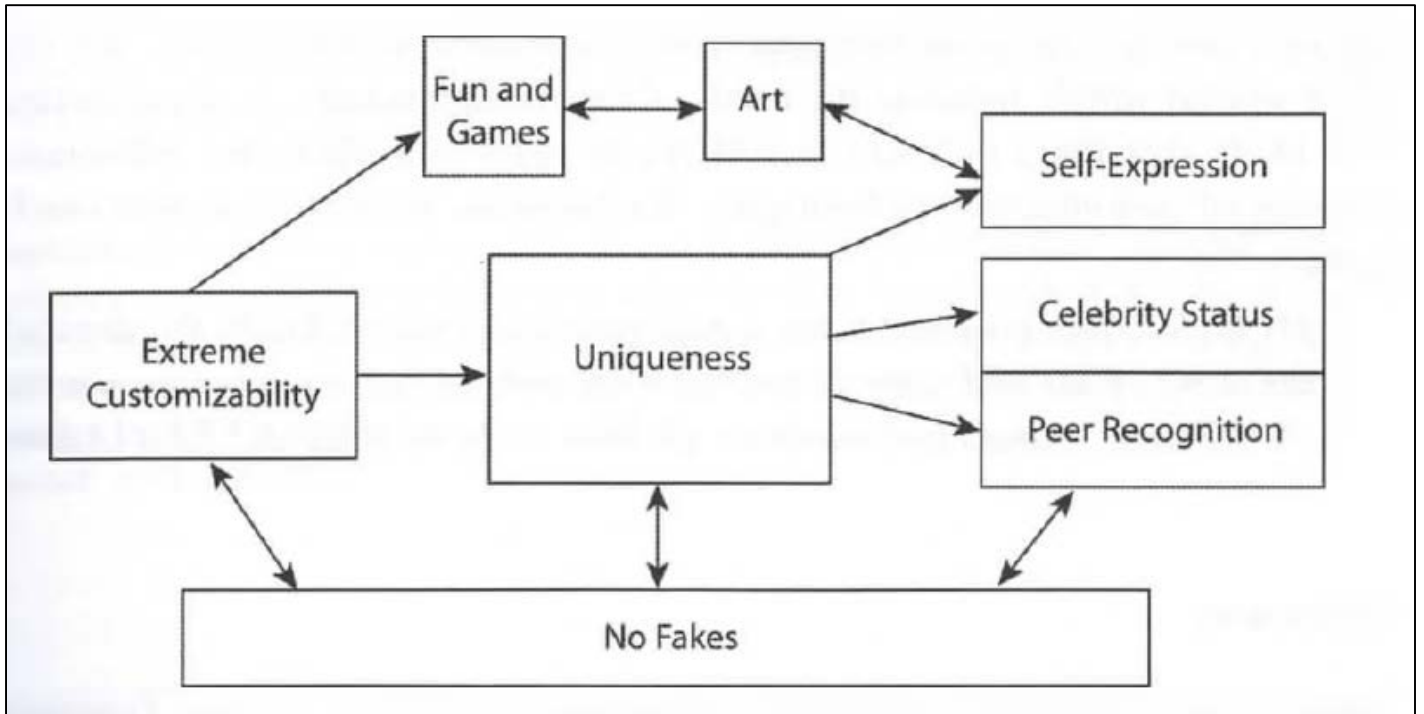 Fun and
Games
Art
Self-Expression
Extreme
Customizability
Uniqueness
Celebrity Status
Peer Recognition
No Fakes